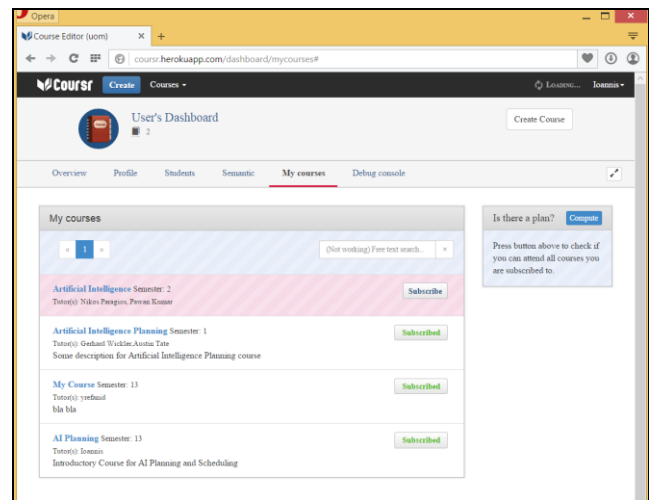 Opera
Course Editor (uom)
coursr.herokuapp.com/dashboard/mycourses#
Coursr Create Courses Loading... Ioannis
User's Dashboard
2
Create Course
Overview Profile Students Semantic My courses Debug console
My courses
« 1 »
(Not working) Free text search... ×
Is there a plan? Compute
Press button above to check if
you can attend all courses you
are subscribed to.
Artificial Intelligence Semester: 2
Subscribe
Tutor(s): Nikos Paragios, Pawan Kumar
Artificial Intelligence Planning Semester: 1
Subscribed
Tutor(s): Gerhard Wickler,Austin Tate
Some description for Artificial Intelligence Planning course
My Course Semester: 13
Subscribed
Tutor(s): yrefanid
bla bla
AI Planning Semester: 13
Subscribed
Tutor(s): Ioannis
Introductory Course for AI Planning and Scheduling